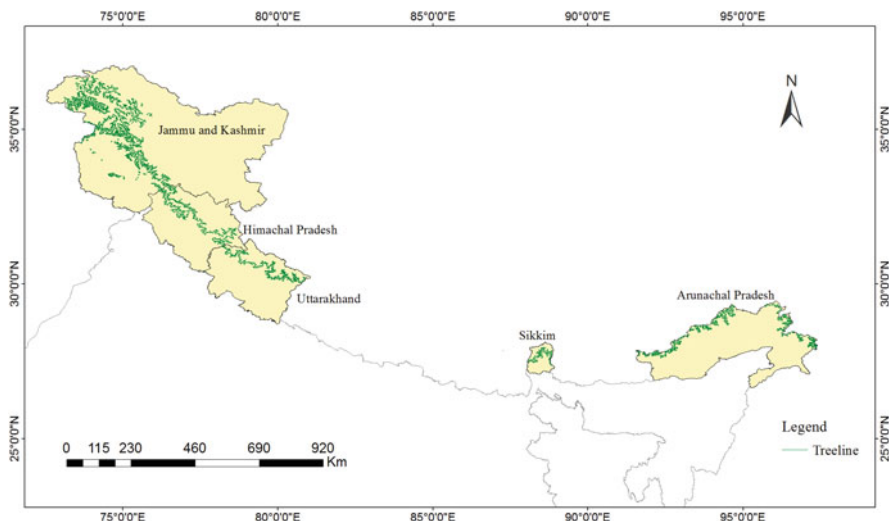 75°0'0"E 80°0'0"E 85°0'0"E 90°0'0"E 95°0'0"E
N
35°0'0"N 35°0'0"N
Jammu and Kashmir
Himachal Pradesh
30°0'0"N 30°0'0"N
Uttarakhand
Arunachal Pradesh
Sikkim
25°0'0"N 25°0'0"N
Legend
Treeline
0 115 230 460 690 920
Km
75°0'0"E 80°0'0"E 85°0'0"E 90°0'0"E 95°0'0"E